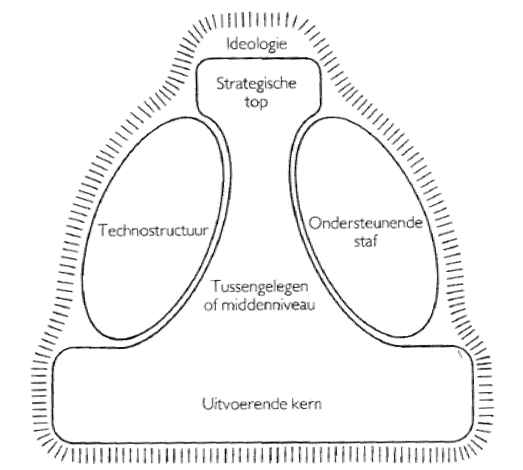 Ideologie
Strategische
top
Technostructuur
Ondersteunende
staf
Tussengelegen
of middenniveau
Uitvoerende kern